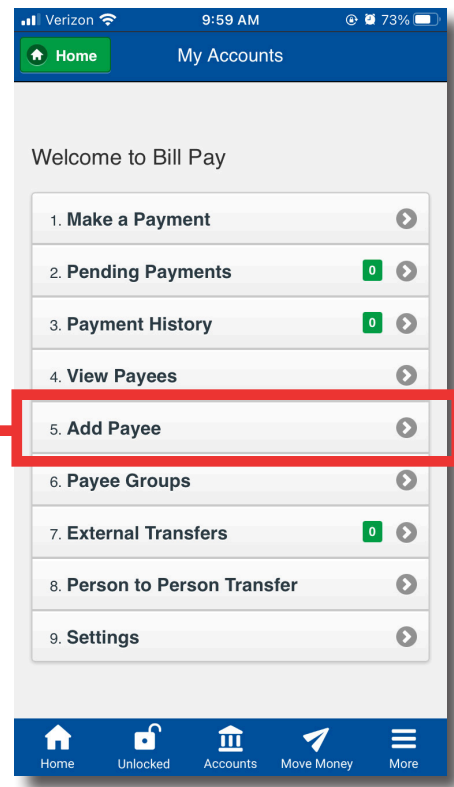 Verizon 9:59 AM 73%
Home My Accounts
Welcome to Bill Pay
1. Make a Payment
2. Pending Payments 0
3. Payment History 0
4. View Payees
5. Add Payee
6. Payee Groups
7. External Transfers 0
8. Person to Person Transfer
9. Settings
Home Unlocked Accounts Move Money More